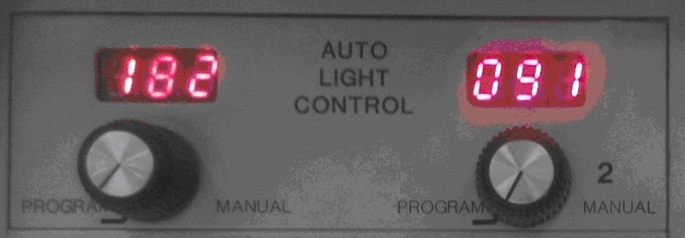 182
AUTO
LIGHT
CONTROL
091
2
PROGRAM MANUAL
PROGRAM MANUAL